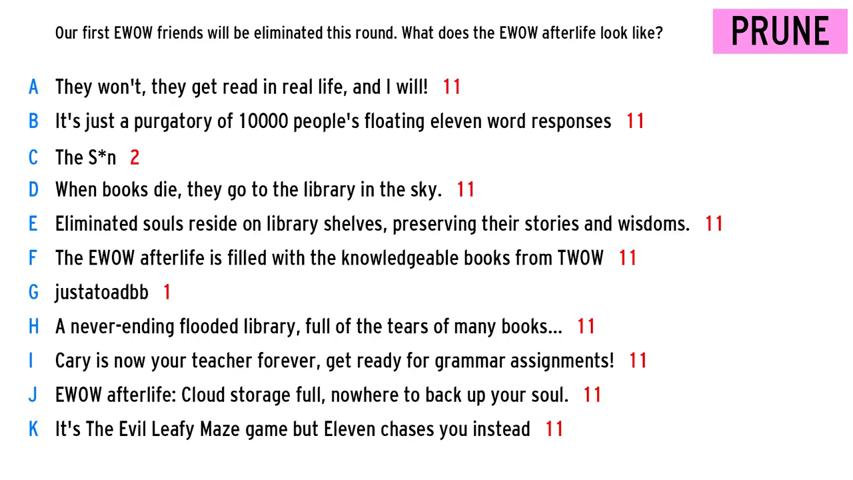 Our first EWOW friends will be eliminated this round. What does the EWOW afterlife look like?
PRUNE
A They won't, they get read in real life, and I will! 11
B It's just a purgatory of 10000 people's floating eleven word responses 11
C The S*n 2
D When books die, they go to the library in the sky. 11
E Eliminated souls reside on library shelves, preserving their stories and wisdoms. 11
F The EWOW afterlife is filled with the knowledgeable books from TWOW 11
G justatoadbb 1
H A never-ending flooded library, full of the tears of many books... 11
I Cary is now your teacher forever, get ready for grammar assignments! 11
J EWOW afterlife: Cloud storage full, nowhere to back up your soul. 11
K It's The Evil Leafy Maze game but Eleven chases you instead 11